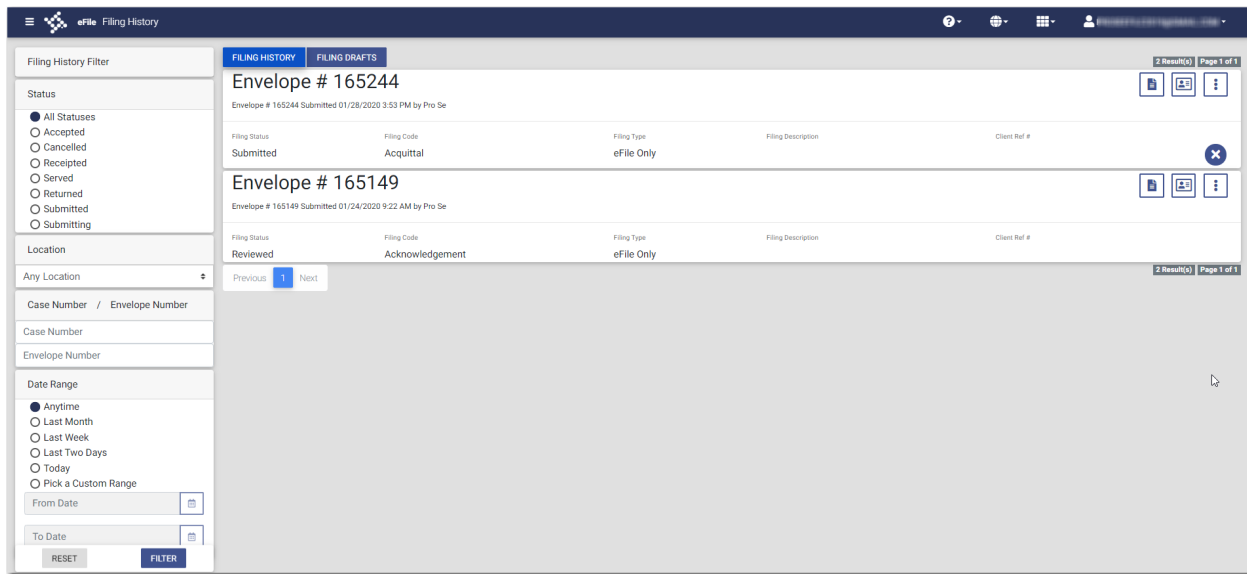 eFile Filing History
Filing History Filter
Status
All Statuses
Accepted
Cancelled
Receipted
Served
Returned
Submitted
Submitting
Location
Any Location
Case Number / Envelope Number
Case Number
Envelope Number
Date Range
Anytime
Last Month
Last Week
Last Two Days
Today
Pick a Custom Range
From Date
To Date
RESET FILTER
FILING HISTORY FILING DRAFTS
2 Result(s) Page 1 of 1
Envelope # 165244
Envelope # 165244 Submitted 01/28/2020 3:53 PM by Pro Se
Filing Status Filing Code Filing Type Filing Description Client Ref #
Submitted Acquittal eFile Only
Envelope # 165149
Envelope # 165149 Submitted 01/24/2020 9:22 AM by Pro Se
Filing Status Filing Code Filing Type Filing Description Client Ref #
Reviewed Acknowledgement eFile Only
Previous 1 Next
2 Result(s) Page 1 of 1